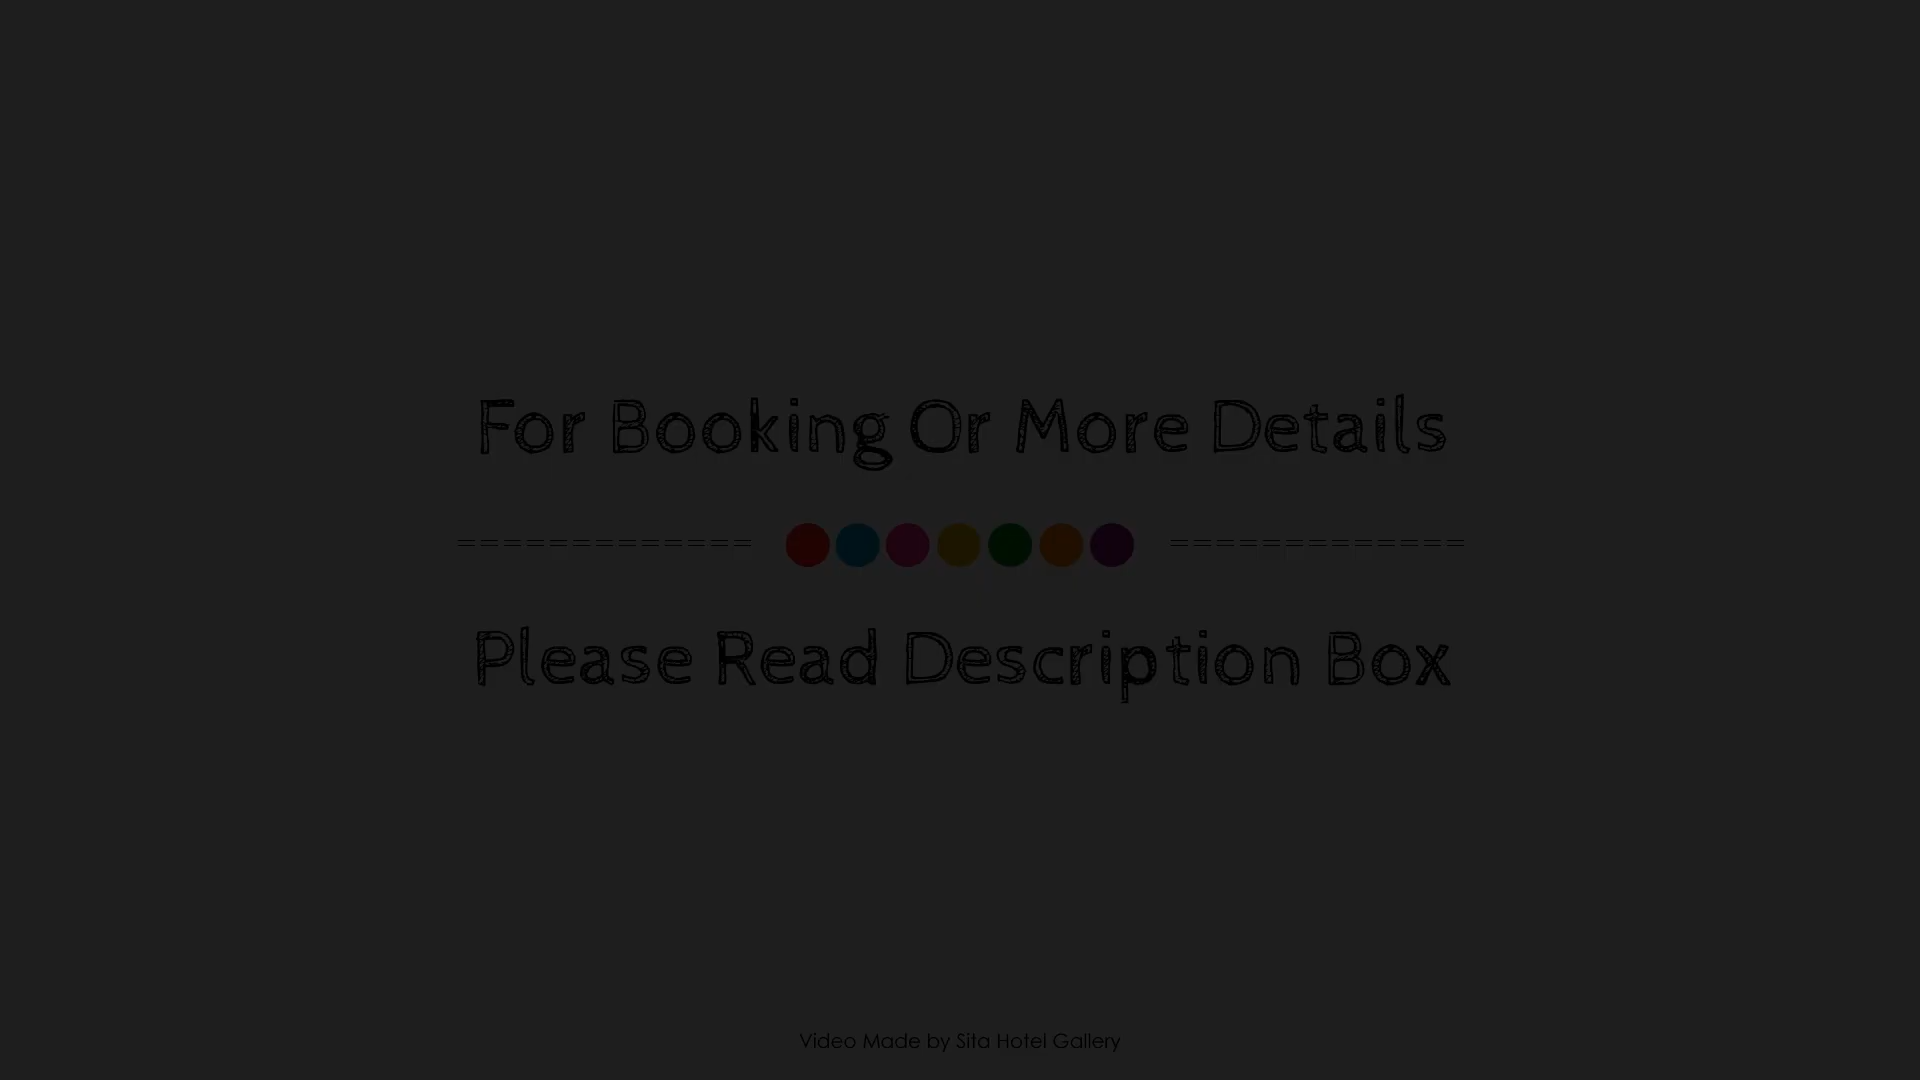 For Booking Or More Details
============= =============
Please Read Description Box
Video Made by Sita Hotel Gallery